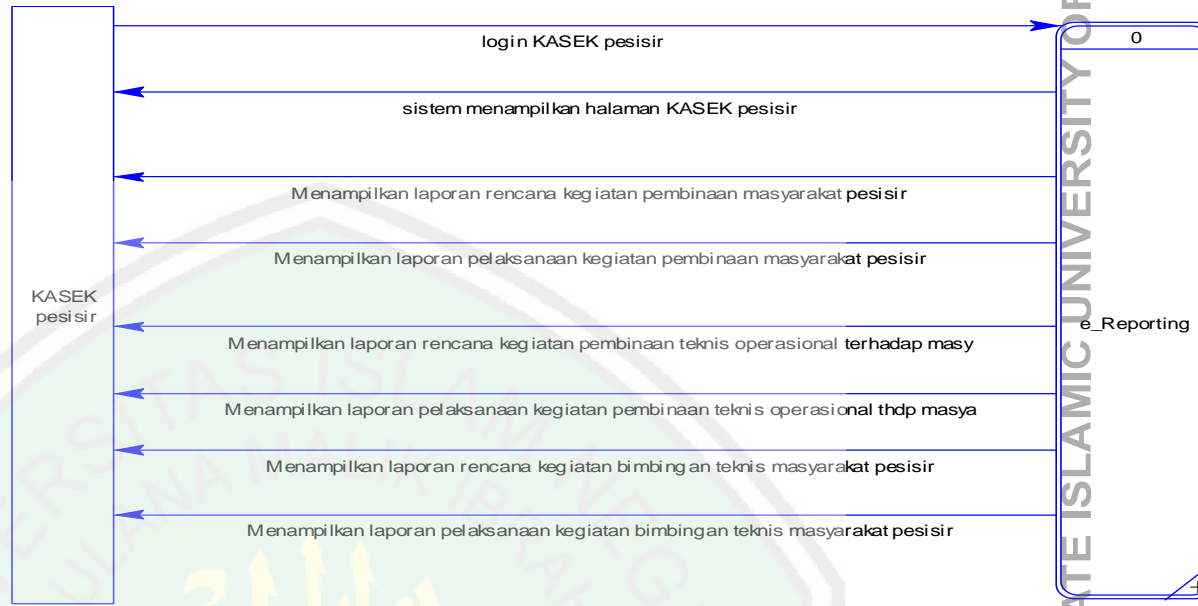 login KASEK pesisir
0
sistem menampilkan halaman KASEK pesisir
Menampilkan laporan rencana kegiatan pembinaan masyarakat pesisir
Menampilkan laporan pelaksanaan kegiatan pembinaan masyarakat pesisir
KASEK
pesisir
e_Reporting
Menampilkan laporan rencana kegiatan pembinaan teknis operasional terhadap masy
Menampilkan laporan pelaksanaan kegiatan pembinaan teknis operasional thdp masya
Menampilkan laporan rencana kegiatan bimbingan teknis masyarakat pesisir
Menampilkan laporan pelaksanaan kegiatan bimbingan teknis masyarakat pesisir
ISLAMIC UNIVERSITY